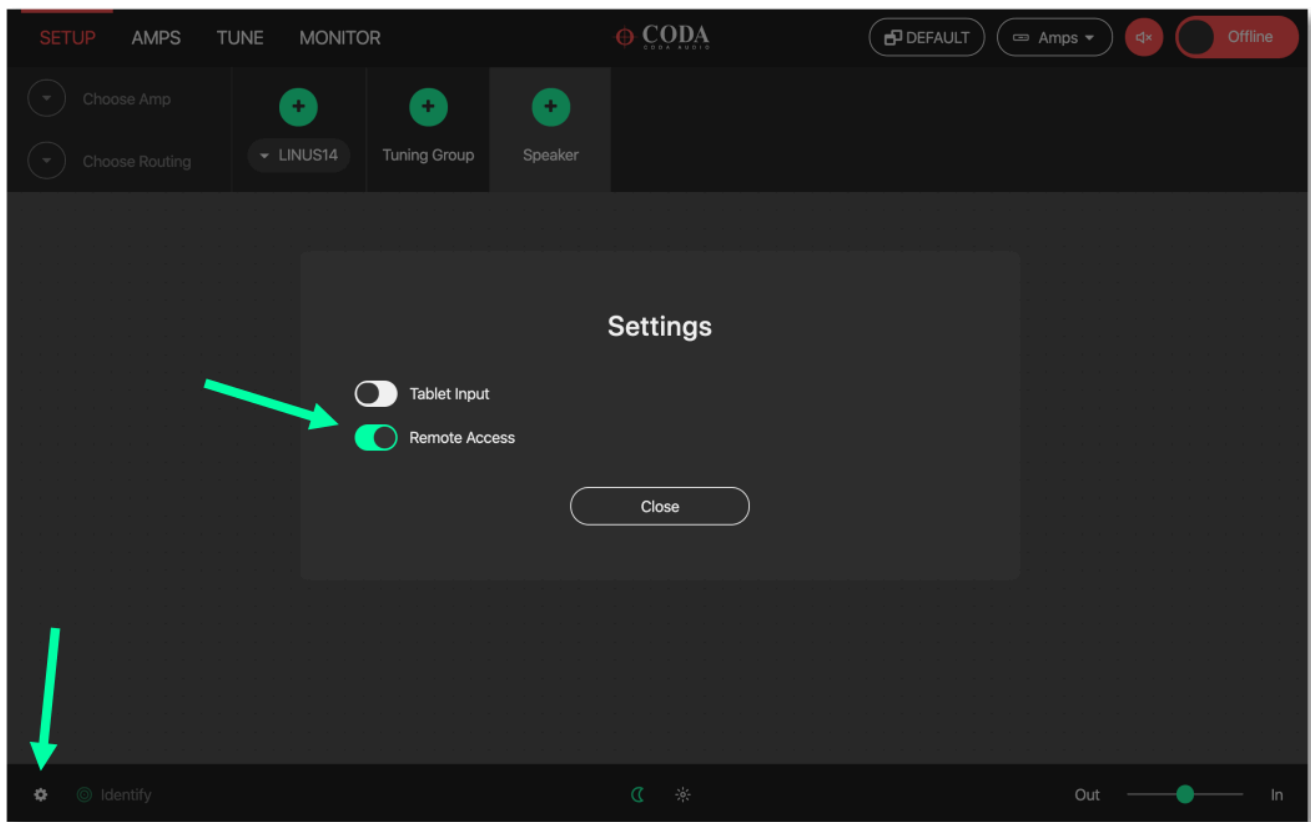 SETUP AMPS TUNE MONITOR CODA DEFAULT Amps Offline
CODA AUDIO
Choose Amp
Choose Routing LINUS14 Tuning Group Speaker
Settings
Tablet Input
Remote Access
Close
Identify Out In